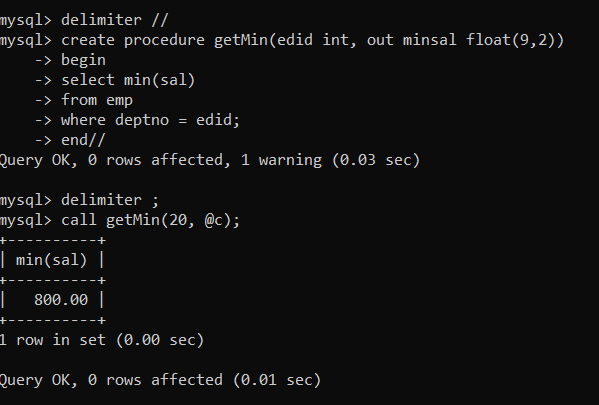 mysql> delimiter //
mysql> create procedure getMin(edid int, out minsal float(9,2))
    -> begin
    -> select min(sal)
    -> from emp
    -> where deptno = edid;
    -> end//
Query OK, 0 rows affected, 1 warning (0.03 sec)

mysql> delimiter ;
mysql> call getMin(20, @c);
+----------+
| min(sal) |
+----------+
|   800.00 |
+----------+
1 row in set (0.00 sec)

Query OK, 0 rows affected (0.01 sec)